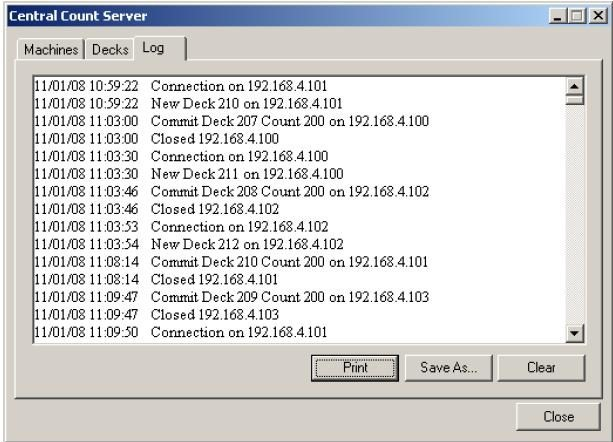 Central Count Server
Machines Decks Log
11/01/08 10:59:22 Connection on 192.168.4.101
11/01/08 10:59:22 New Deck 210 on 192.168.4.101
11/01/08 11:03:00 Commit Deck 207 Count 200 on 192.168.4.100
11/01/08 11:03:00 Closed 192.168.4.100
11/01/08 11:03:30 Connection on 192.168.4.100
11/01/08 11:03:30 New Deck 211 on 192.168.4.100
11/01/08 11:03:46 Commit Deck 208 Count 200 on 192.168.4.102
11/01/08 11:03:46 Closed 192.168.4.102
11/01/08 11:03:53 Connection on 192.168.4.102
11/01/08 11:03:54 New Deck 212 on 192.168.4.102
11/01/08 11:08:14 Commit Deck 210 Count 200 on 192.168.4.101
11/01/08 11:08:14 Closed 192.168.4.101
11/01/08 11:09:47 Commit Deck 209 Count 200 on 192.168.4.103
11/01/08 11:09:47 Closed 192.168.4.103
11/01/08 11:09:50 Connection on 192.168.4.101
Print Save As... Clear
Close